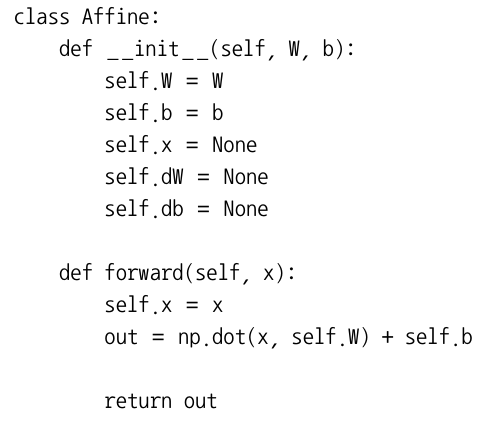 class Affine:
    def __init__(self, W, b):
        self.W = W
        self.b = b
        self.x = None
        self.dW = None
        self.db = None

    def forward(self, x):
        self.x = x
        out = np.dot(x, self.W) + self.b

        return out